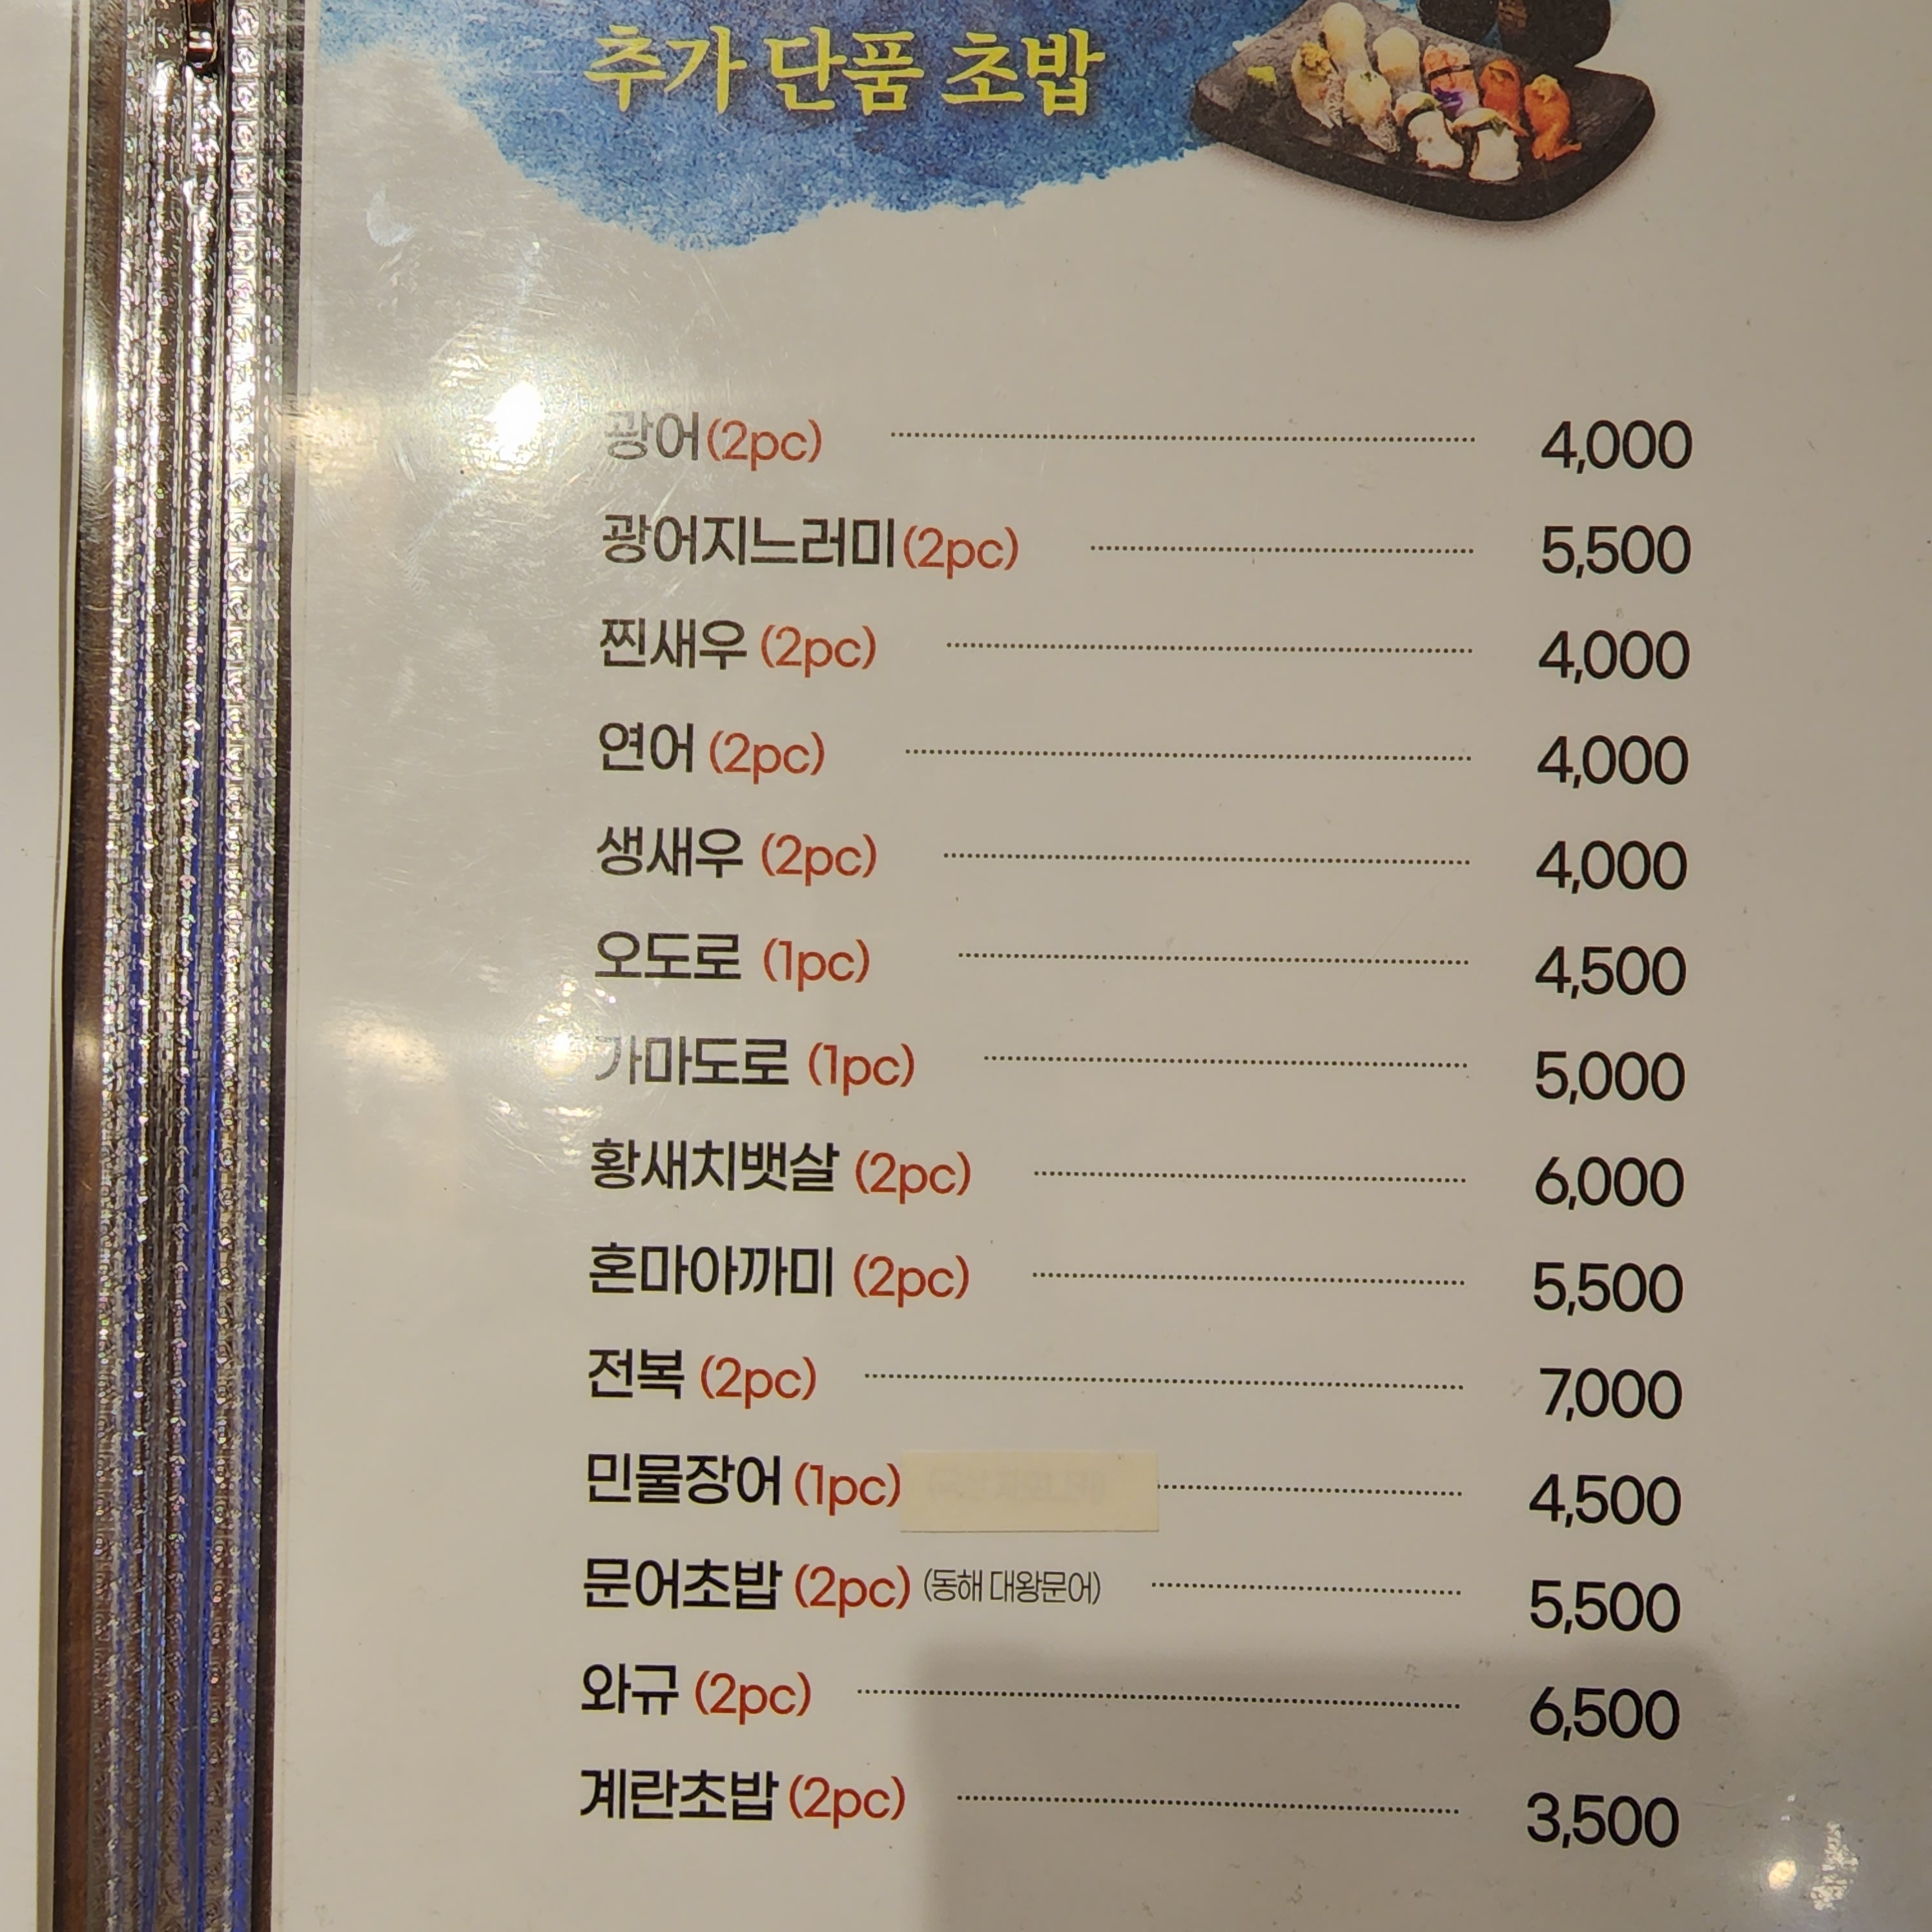 추가 단품 초밥
광어(2pc) 4,000
광어지느러미(2pc) 5,500
찐새우 (2pc) 4,000
연어 (2pc) 4,000
생새우 (2pc) 4,000
오도로 (1pc) 4,500
가마도로 (1pc) 5,000
황새치뱃살 (2pc) 6,000
혼마아까미 (2pc) 5,500
전복 (2pc) 7,000
민물장어 (1pc) 4,500
문어초밥 (2pc) (동해 대왕문어) 5,500
와규 (2pc) 6,500
계란초밥 (2pc) 3,500